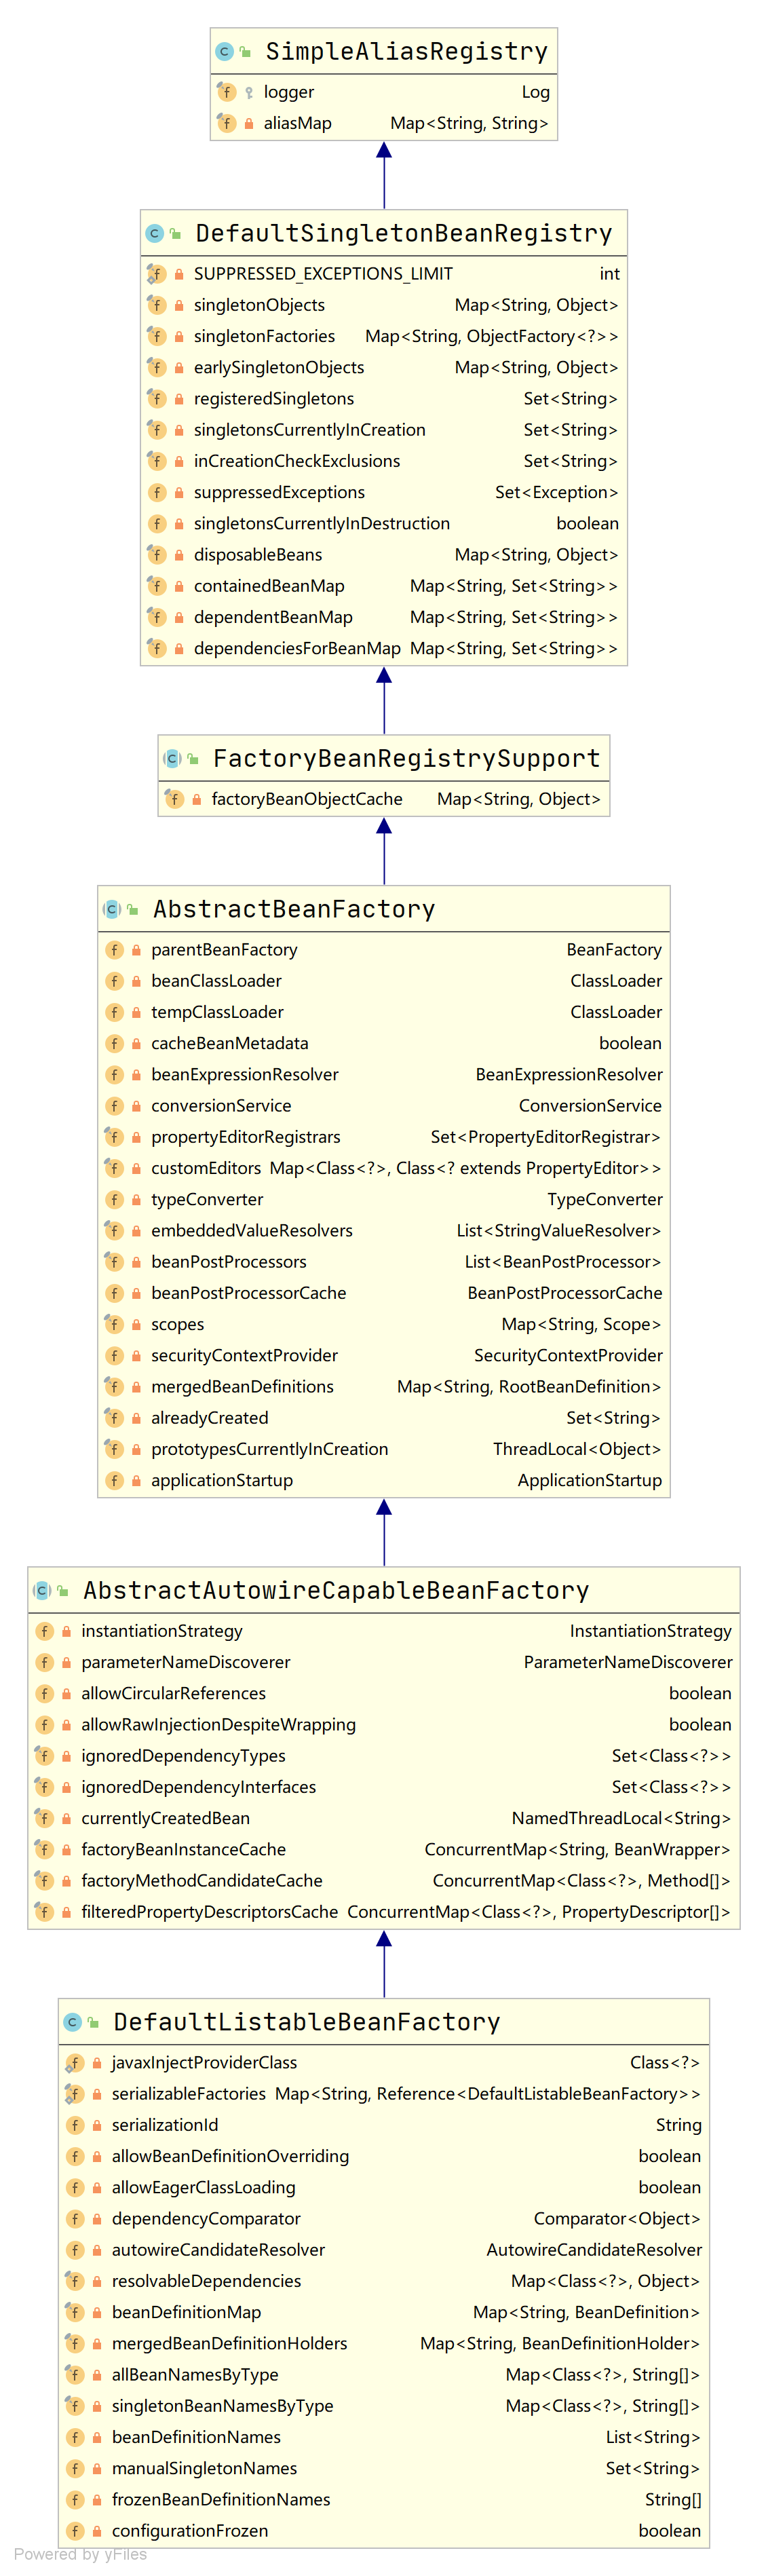 SimpleAliasRegistry
logger Log
aliasMap Map<String, String>
DefaultSingletonBeanRegistry
SUPPRESSED_EXCEPTIONS_LIMIT int
singletonObjects Map<String, Object>
singletonFactories Map<String, ObjectFactory<?>>
earlySingletonObjects Map<String, Object>
registeredSingletons Set<String>
singletonsCurrentlyInCreation Set<String>
inCreationCheckExclusions Set<String>
suppressedExceptions Set<Exception>
singletonsCurrentlyInDestruction boolean
disposableBeans Map<String, Object>
containedBeanMap Map<String, Set<String>>
dependentBeanMap Map<String, Set<String>>
dependenciesForBeanMap Map<String, Set<String>>
FactoryBeanRegistrySupport
factoryBeanObjectCache Map<String, Object>
AbstractBeanFactory
parentBeanFactory BeanFactory
beanClassLoader ClassLoader
tempClassLoader ClassLoader
cacheBeanMetadata boolean
beanExpressionResolver BeanExpressionResolver
conversionService ConversionService
propertyEditorRegistrars Set<PropertyEditorRegistrar>
customEditors Map<Class<?>, Class<? extends PropertyEditor>>
typeConverter TypeConverter
embeddedValueResolvers List<StringValueResolver>
beanPostProcessors List<BeanPostProcessor>
beanPostProcessorCache BeanPostProcessorCache
scopes Map<String, Scope>
securityContextProvider SecurityContextProvider
mergedBeanDefinitions Map<String, RootBeanDefinition>
alreadyCreated Set<String>
prototypesCurrentlyInCreation ThreadLocal<Object>
applicationStartup ApplicationStartup
AbstractAutowireCapableBeanFactory
instantiationStrategy InstantiationStrategy
parameterNameDiscoverer ParameterNameDiscoverer
allowCircularReferences boolean
allowRawInjectionDespiteWrapping boolean
ignoredDependencyTypes Set<Class<?>>
ignoredDependencyInterfaces Set<Class<?>>
currentlyCreatedBean NamedThreadLocal<String>
factoryBeanInstanceCache ConcurrentMap<String, BeanWrapper>
factoryMethodCandidateCache ConcurrentMap<Class<?>, Method[]>
filteredPropertyDescriptorsCache ConcurrentMap<Class<?>, PropertyDescriptor[]>
DefaultListableBeanFactory
javaxInjectProviderClass Class<?>
serializableFactories Map<String, Reference<DefaultListableBeanFactory>>
serializationId String
allowBeanDefinitionOverriding boolean
allowEagerClassLoading boolean
dependencyComparator Comparator<Object>
autowireCandidateResolver AutowireCandidateResolver
resolvableDependencies Map<Class<?>, Object>
beanDefinitionMap Map<String, BeanDefinition>
mergedBeanDefinitionHolders Map<String, BeanDefinitionHolder>
allBeanNamesByType Map<Class<?>, String[]>
singletonBeanNamesByType Map<Class<?>, String[]>
beanDefinitionNames List<String>
manualSingletonNames Set<String>
frozenBeanDefinitionNames String[]
configurationFrozen boolean
Powered by yFiles